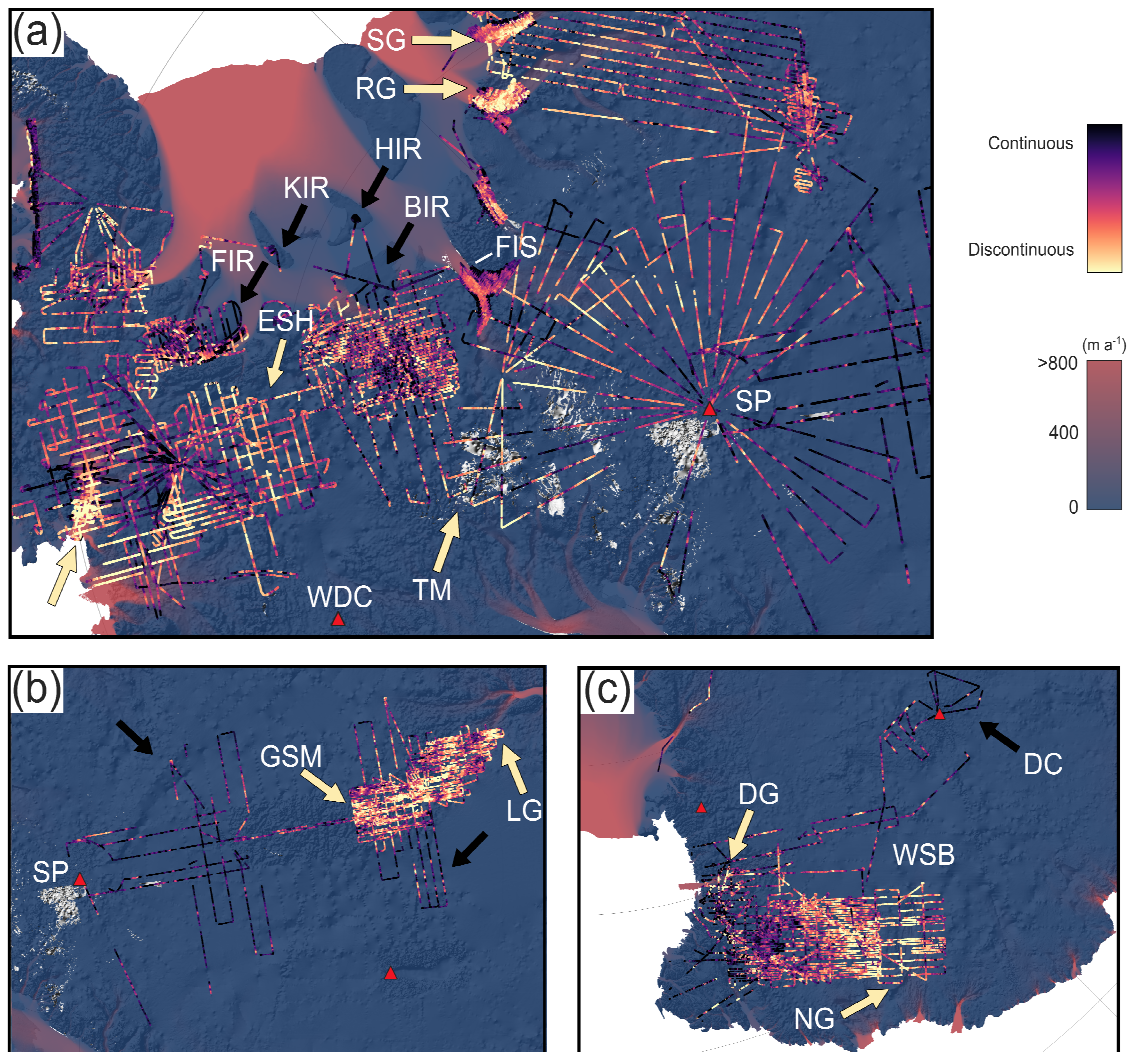 (a)
SG
RG
HIR
KIR
BIR
FIR
FIS
ESH
SP
TM
WDC
Continuous
Discontinuous
(m a⁻¹)
>800
400
0
(b)
GSM
LG
SP
(c)
DC
DG
WSB
NG